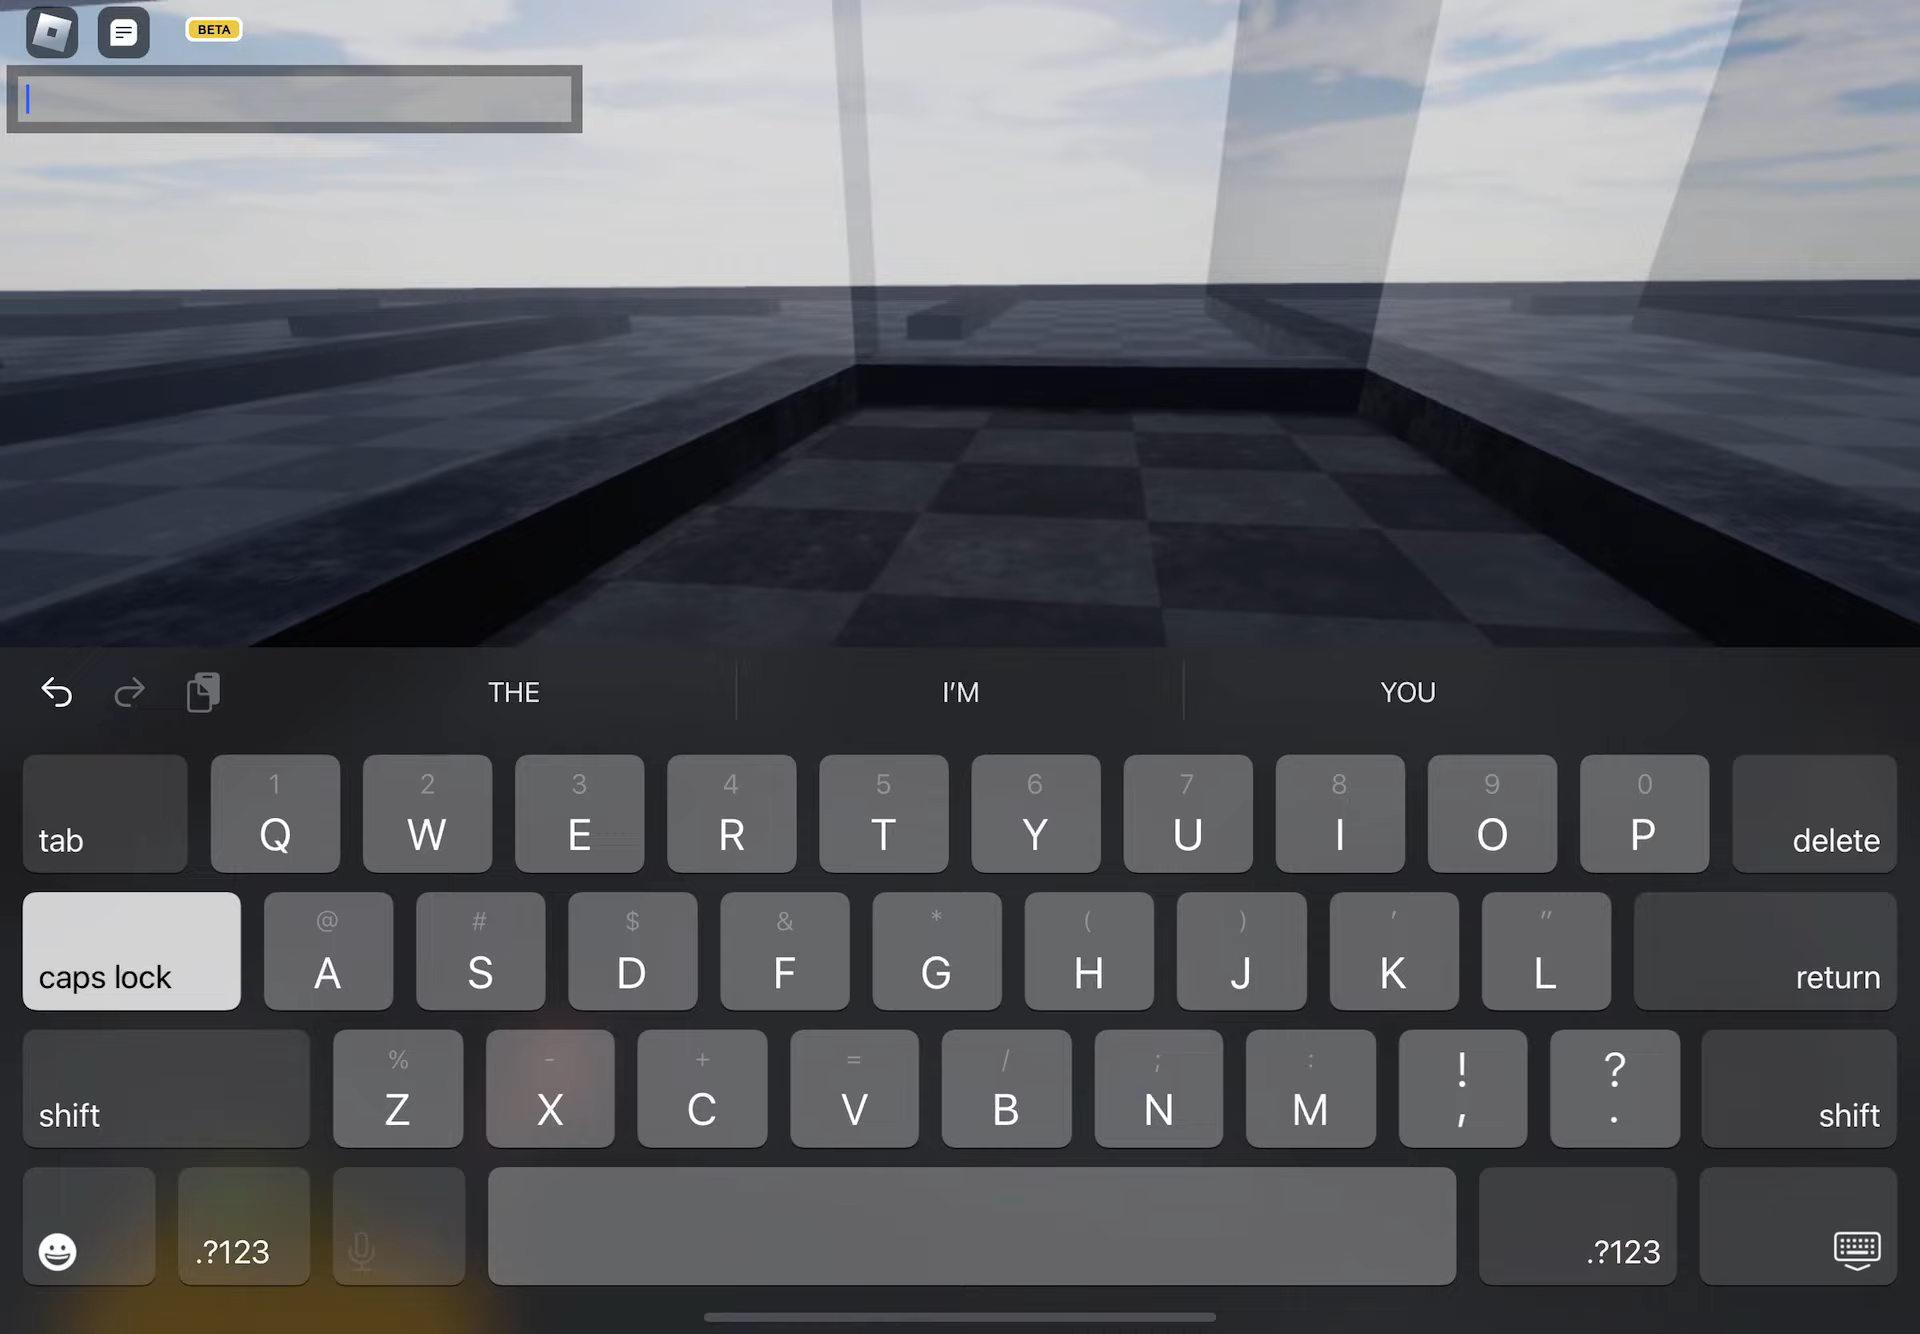 BETA
THE I'M YOU
tab 1 Q 2 W 3 E 4 R 5 T 6 Y 7 U 8 I 9 O 0 P delete
caps lock @ A # S $ D & F * G ( H ) J ' K " L return
shift % Z - X + C = V / B ; N : M ! , ? . shift
.?123 .?123